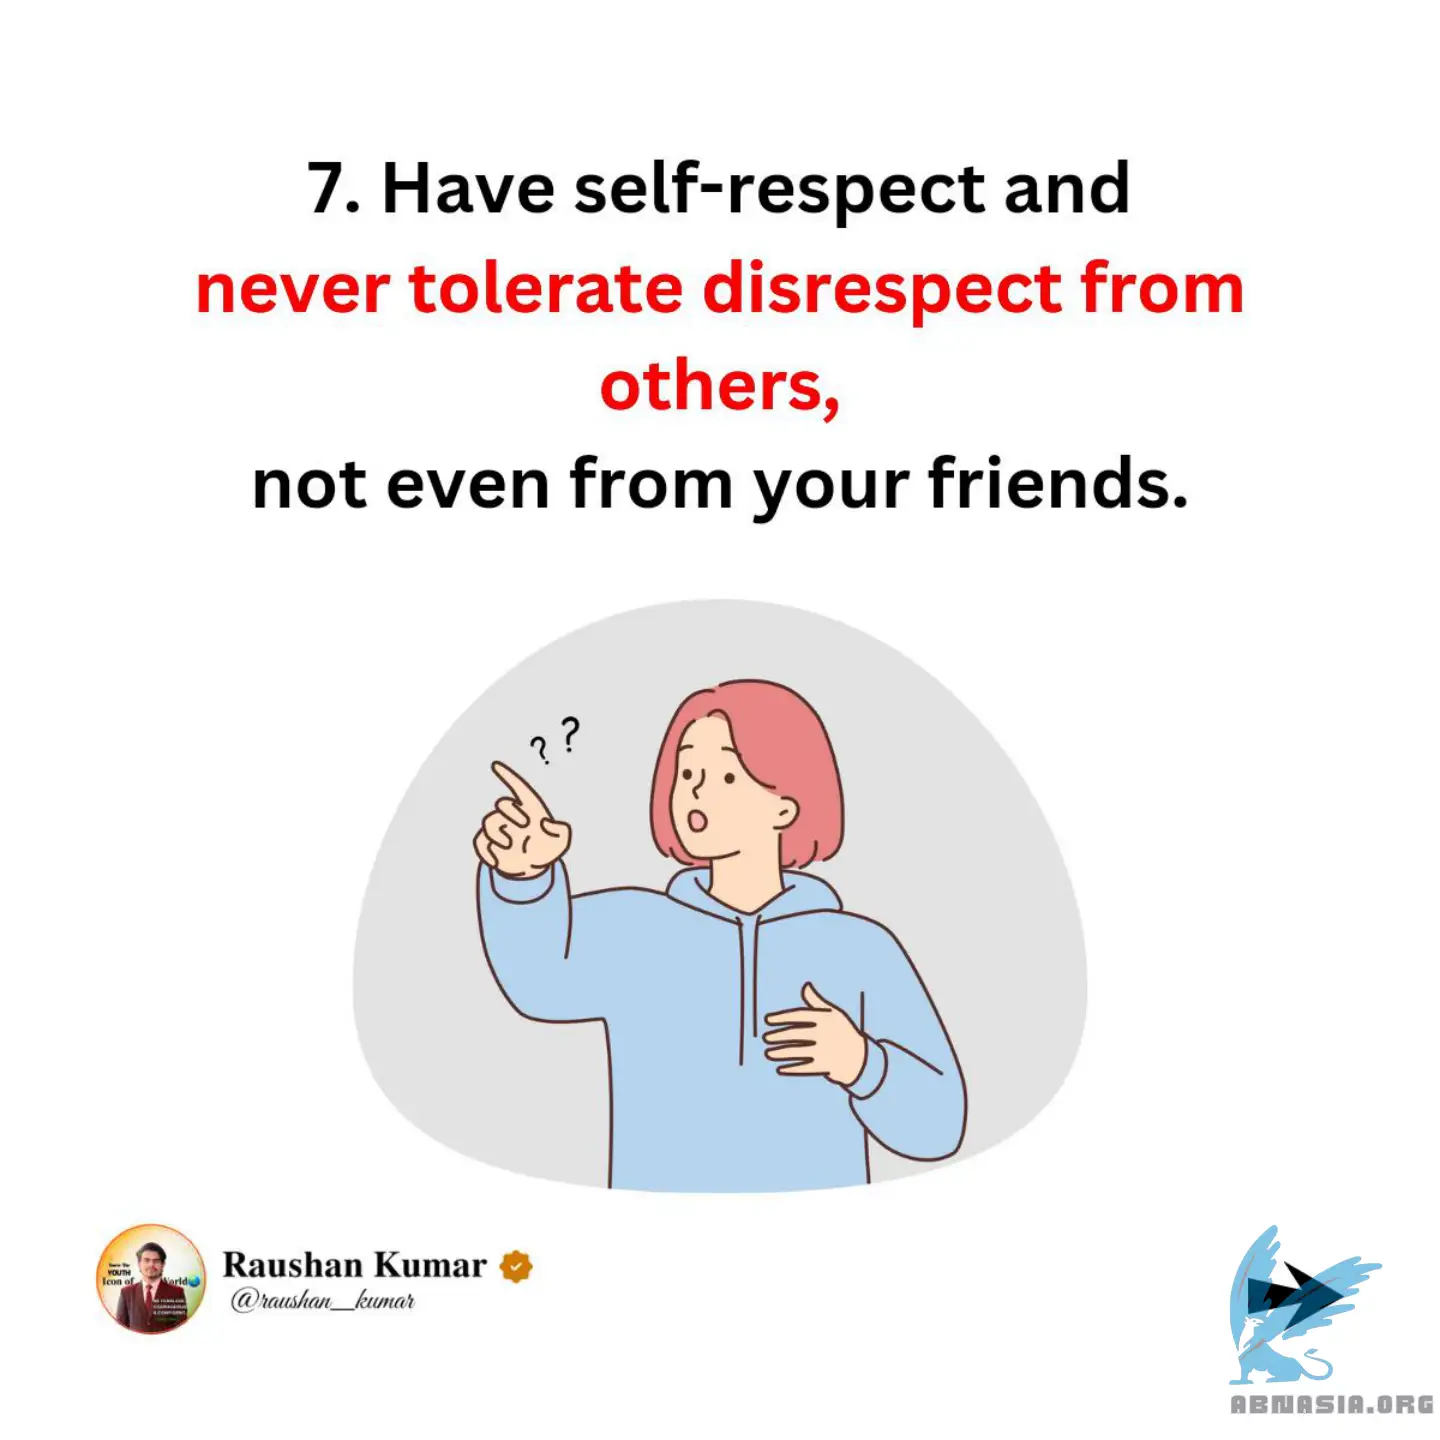 7. Have self-respect and
never tolerate disrespect from
others,
not even from your friends.
? ?
YOUTH
Icon of World
Raushan Kumar
@raushan_kumar
ABNASIA.ORG